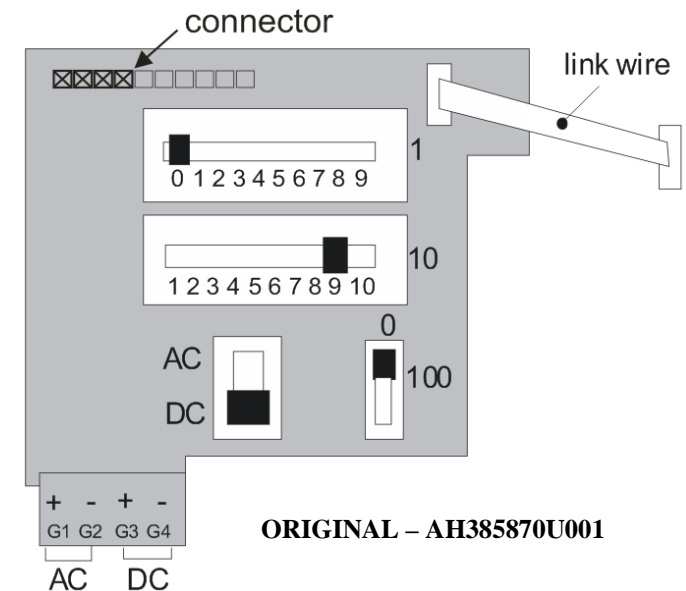 connector
link wire
1
0 1 2 3 4 5 6 7 8 9
10
1 2 3 4 5 6 7 8 9 10
0
AC
100
DC
+ - + -
G1 G2 G3 G4
ORIGINAL – AH385870U001
AC DC